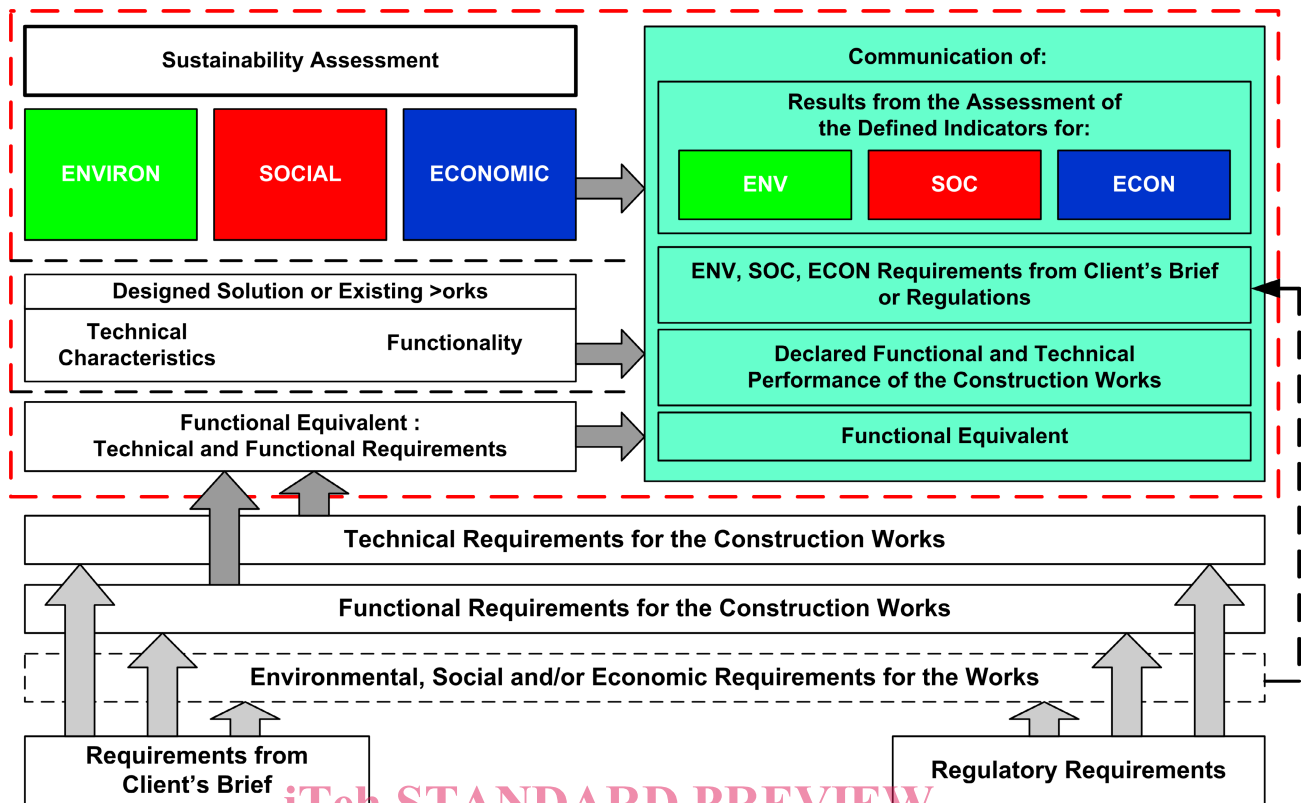 Sustainability Assessment
ENVIRON
SOCIAL
ECONOMIC
Communication of:
Results from the Assessment of
the Defined Indicators for:
ENV
SOC
ECON
ENV, SOC, ECON Requirements from Client's Brief
or Regulations
Designed Solution or Existing >orks
Technical
Characteristics
Functionality
Declared Functional and Technical
Performance of the Construction Works
Functional Equivalent :
Technical and Functional Requirements
Functional Equivalent
Technical Requirements for the Construction Works
Functional Requirements for the Construction Works
Environmental, Social and/or Economic Requirements for the Works
Requirements from
Client's Brief
Regulatory Requirements
iTeh STANDARD PREVIEW